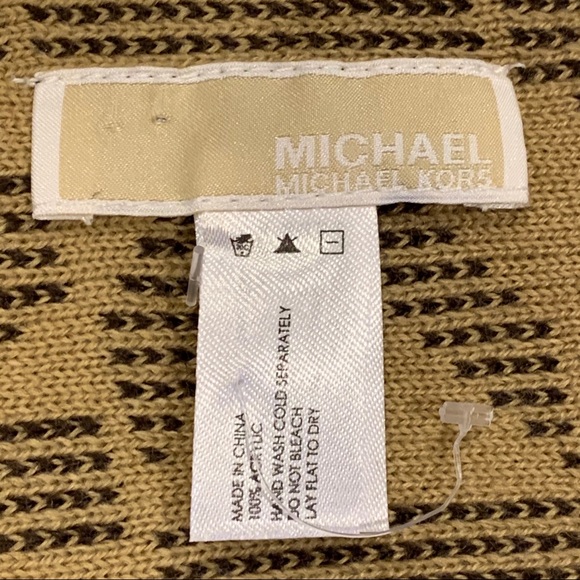 MICHAEL
MICHAEL KORS
MADE IN CHINA
100% ACRYLIC
HAND WASH COLD SEPARATELY
DO NOT BLEACH
LAY FLAT TO DRY